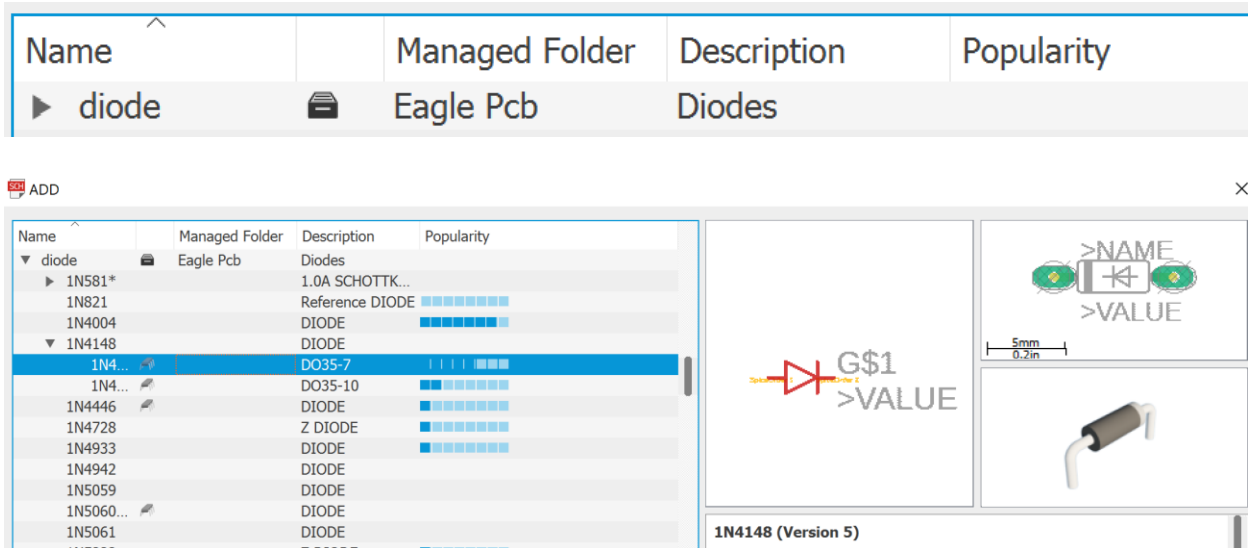 Name Managed Folder Description Popularity
diode Eagle Pcb Diodes
ADD
Name Managed Folder Description Popularity
diode Eagle Pcb Diodes
1N581* 1.0A SCHOTTK...
1N821 Reference DIODE
1N4004 DIODE
1N4148 DIODE
1N4... DO35-7
1N4... DO35-10
1N4446 DIODE
1N4728 Z DIODE
1N4933 DIODE
1N4942 DIODE
1N5059 DIODE
1N5060... DIODE
1N5061 DIODE
G$1
>VALUE
>NAME
>VALUE
5mm
0.2in
1N4148 (Version 5)